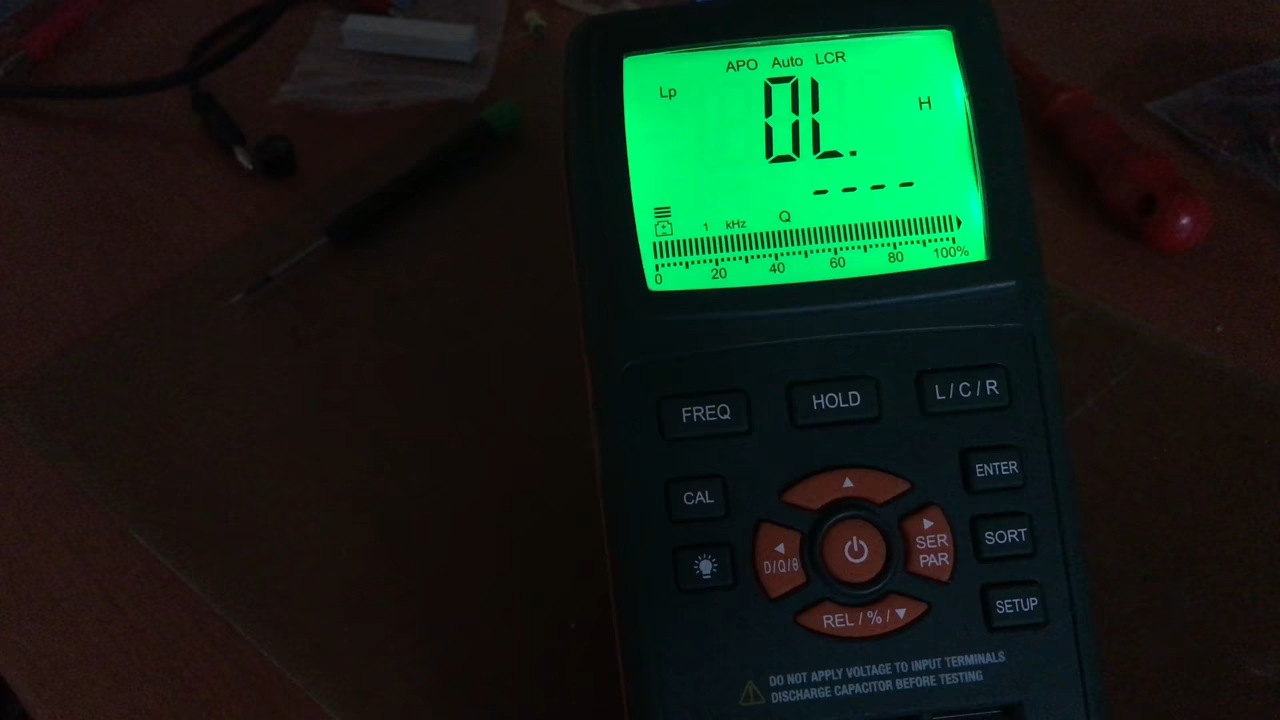 APO Auto LCR
Lp
0L.
H
- - - -
1 kHz Q
0 20 40 60 80 100%
FREQ HOLD L / C / R
CAL ENTER
D/Q/θ SER PAR SORT
REL / % / ▼ SETUP
DO NOT APPLY VOLTAGE TO INPUT TERMINALS
DISCHARGE CAPACITOR BEFORE TESTING